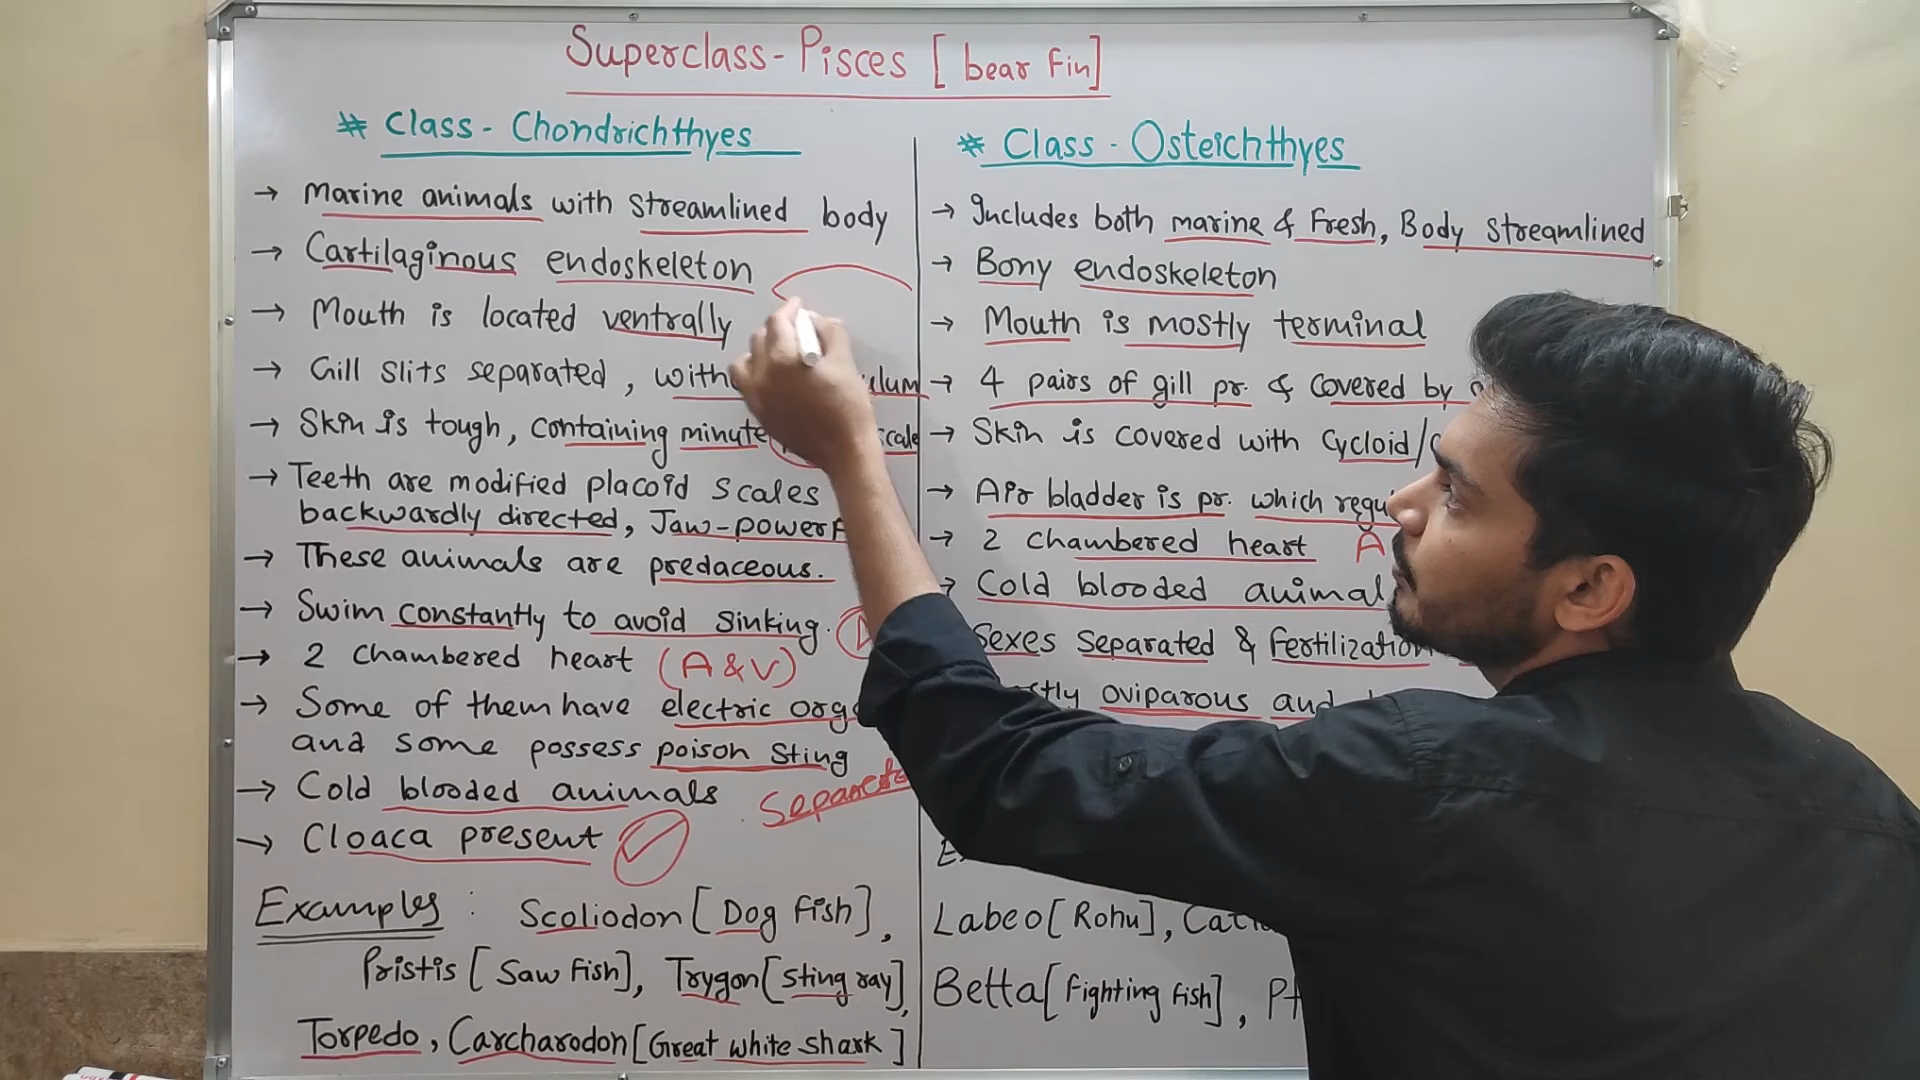 Superclass - Pisces [bear fin]
# Class - Chondrichthyes
→ Marine animals with streamlined body
→ Cartilaginous endoskeleton
→ Mouth is located ventrally
→ Gill slits separated,
→ Skin is tough, containing minute
→ Teeth are modified placoid scales
backwardly directed, Jaw-
→ These animals are predaceous.
→ Swim constantly to avoid sinking.
→ 2 chambered heart (A & V)
→ Some of them have electric
and some possess poison sting
→ Cold blooded animals
→ Cloaca present
Examples : Scoliodon [Dog fish],
Pristis [Saw fish], Trygon [sting ray],
Torpedo, Carcharodon [Great white shark]
# Class - Osteichthyes
→ Includes both marine & Fresh, Body streamlined
→ Bony endoskeleton
→ Mouth is mostly terminal
→ 4 pairs of gill pr. & covered by
→ Skin is covered with cycloid/
→ Air bladder is pr. which
→ 2 chambered heart A
Cold blooded animal
Sexes separated & fertilization
oviparous and
Labeo [Rohu],
Betta [Fighting fish],